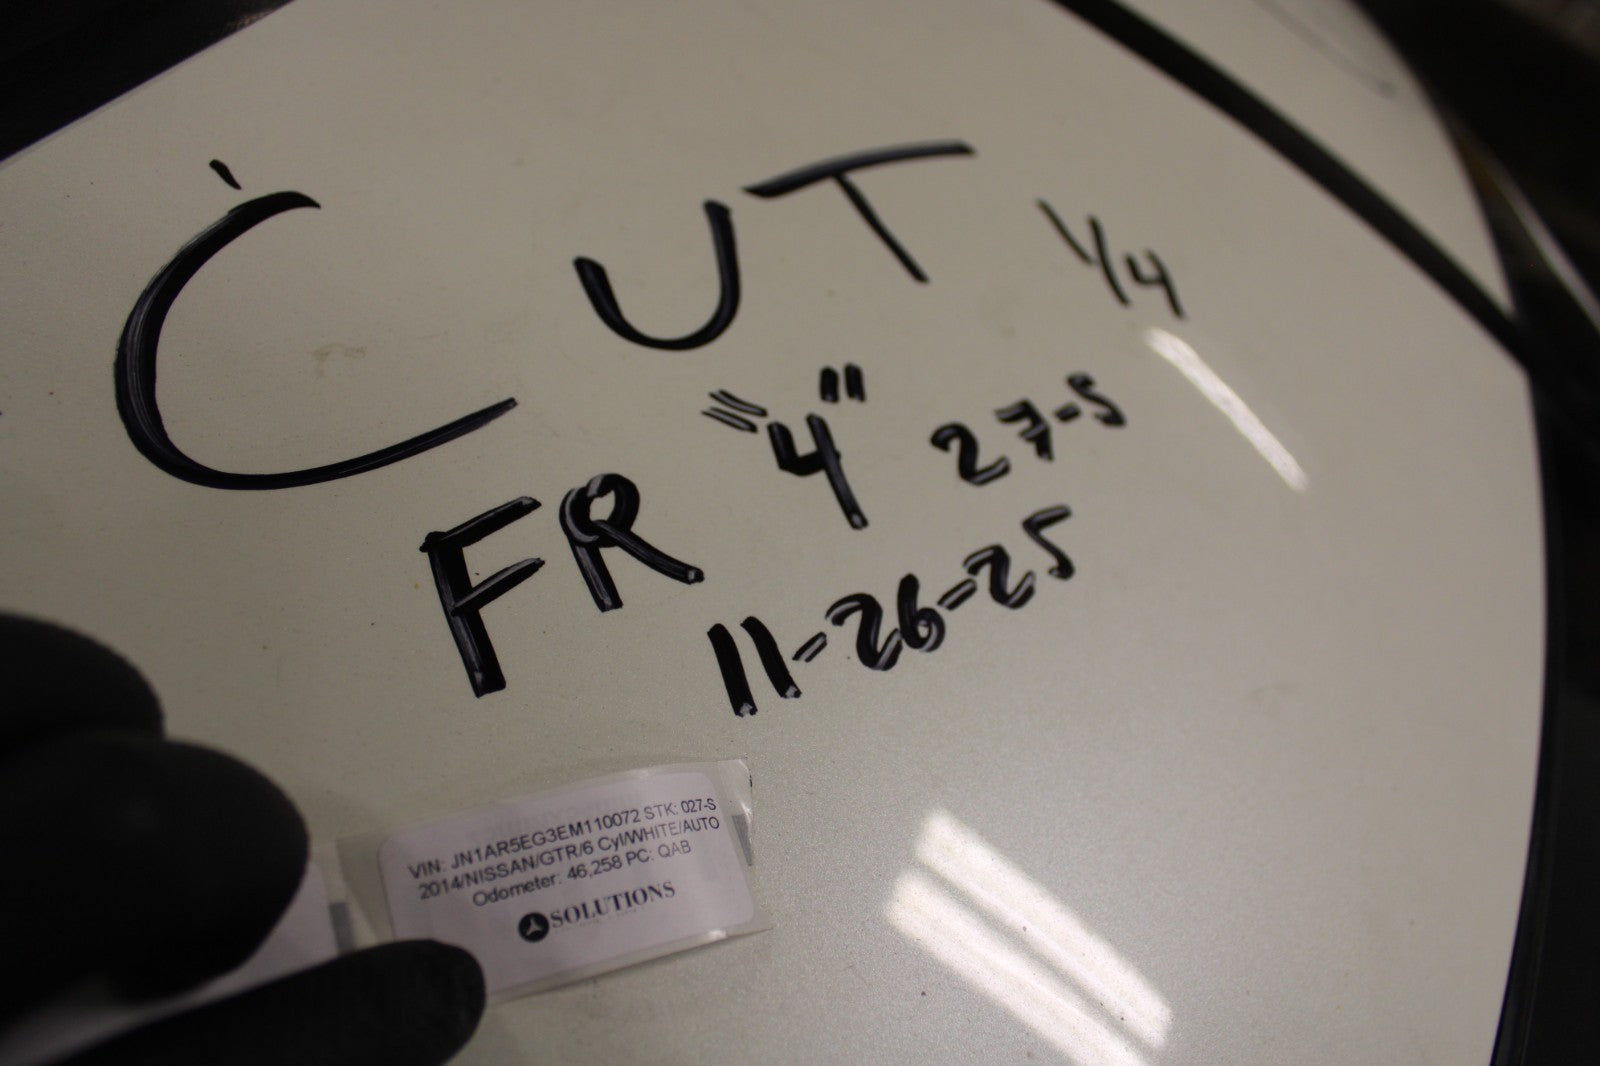 CUT 1/4
FR "4" 27-S
11-26-25
VIN: JN1AR5EG3EM110072 STK: 027-S
2014/NISSAN/GTR/6 Cyl/WHITE/AUTO
Odometer: 46,258 PC: QAB
SOLUTIONS